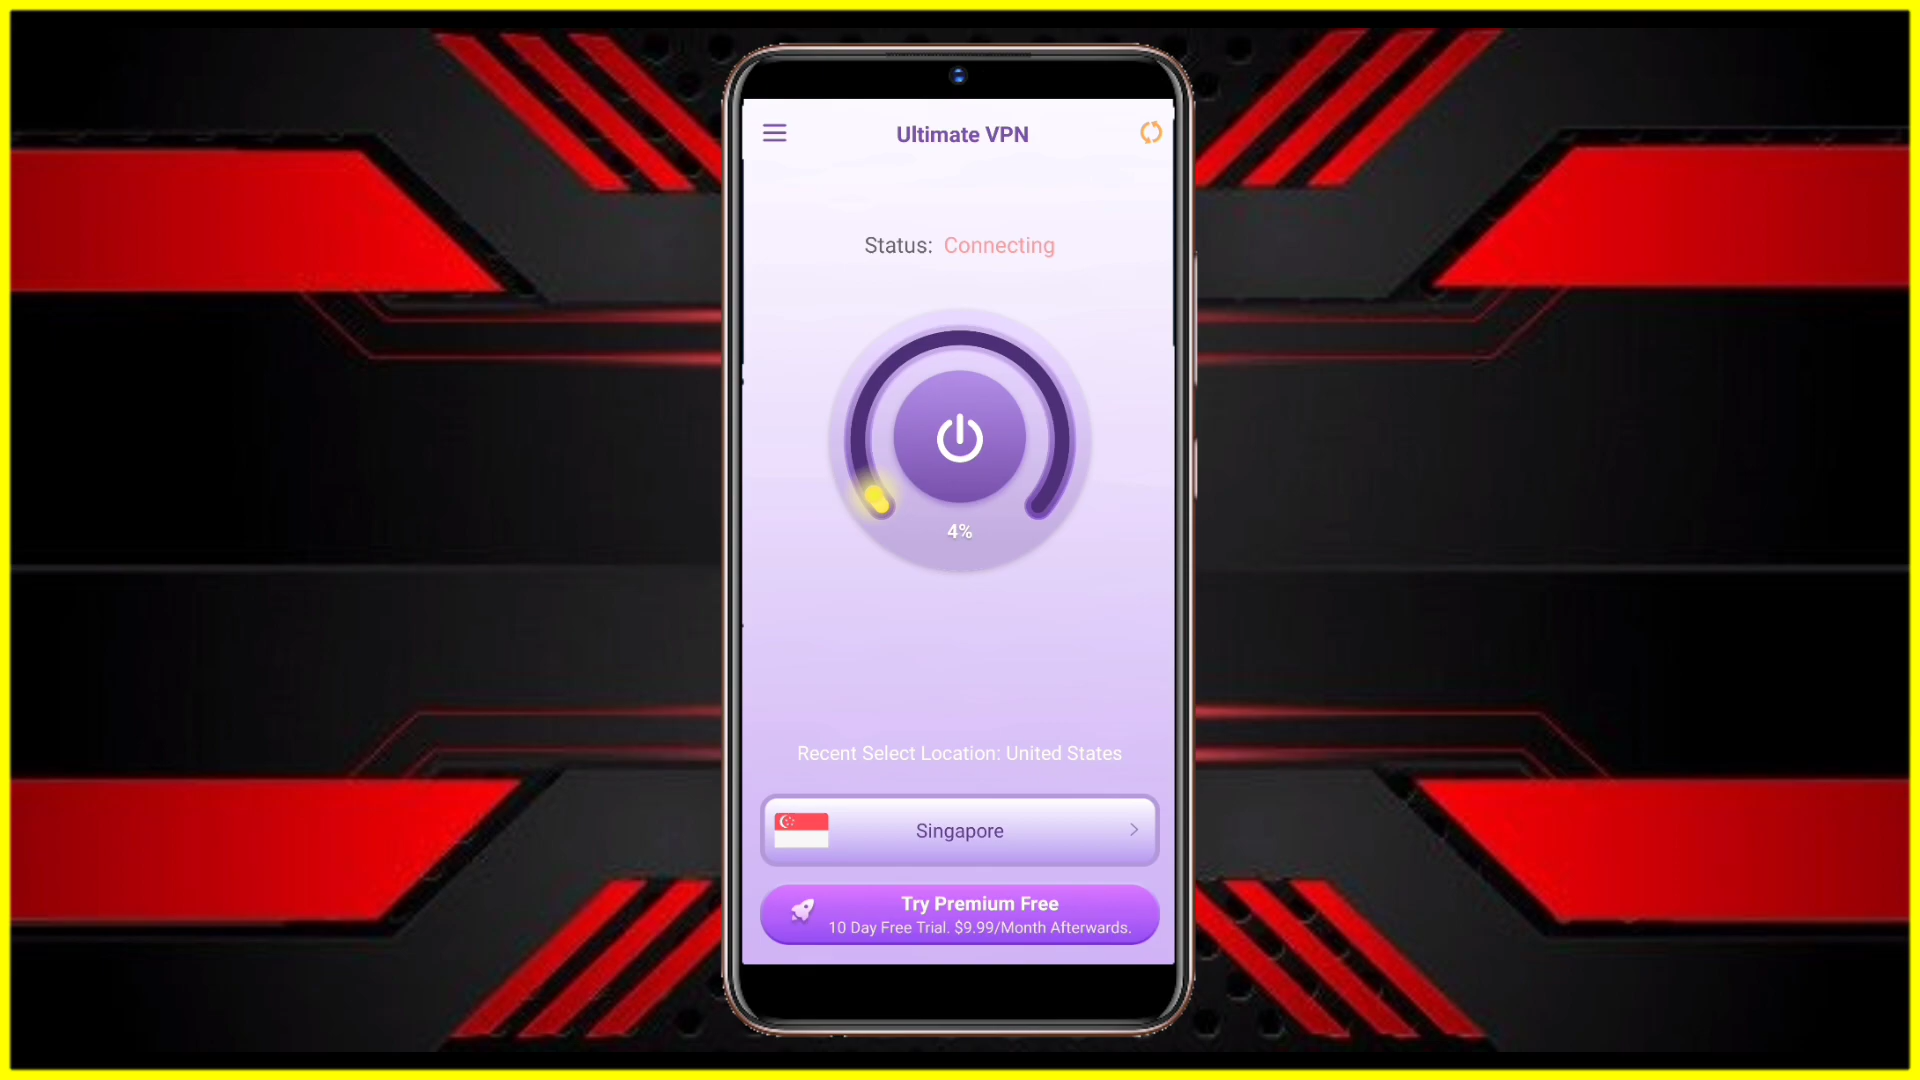 Ultimate VPN
Status: Connecting
4%
Recent Select Location: United States
Singapore
Try Premium Free
10 Day Free Trial. $9.99/Month Afterwards.